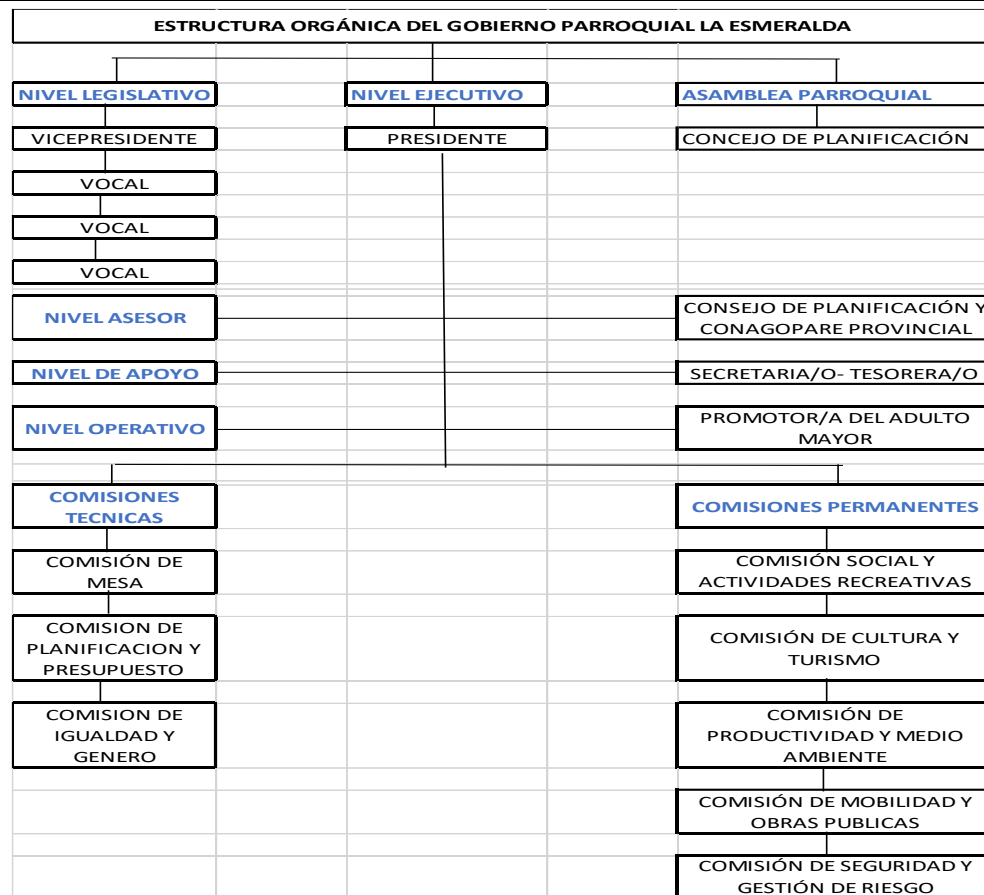 ESTRUCTURA ORGÁNICA DEL GOBIERNO PARROQUIAL LA ESMERALDA
NIVEL LEGISLATIVO
NIVEL EJECUTIVO
ASAMBLEA PARROQUIAL
VICEPRESIDENTE
PRESIDENTE
CONCEJO DE PLANIFICACIÓN
VOCAL
VOCAL
VOCAL
NIVEL ASESOR
CONSEJO DE PLANIFICACIÓN Y
CONAGOPARE PROVINCIAL
NIVEL DE APOYO
SECRETARIA/O- TESORERA/O
NIVEL OPERATIVO
PROMOTOR/A DEL ADULTO
MAYOR
COMISIONES
TECNICAS
COMISIONES PERMANENTES
COMISIÓN DE
MESA
COMISIÓN SOCIAL Y
ACTIVIDADES RECREATIVAS
COMISION DE
PLANIFICACION Y
PRESUPUESTO
COMISIÓN DE CULTURA Y
TURISMO
COMISION DE
IGUALDAD Y
GENERO
COMISIÓN DE
PRODUCTIVIDAD Y MEDIO
AMBIENTE
COMISIÓN DE MOBILIDAD Y
OBRAS PUBLICAS
COMISIÓN DE SEGURIDAD Y
GESTIÓN DE RIESGO